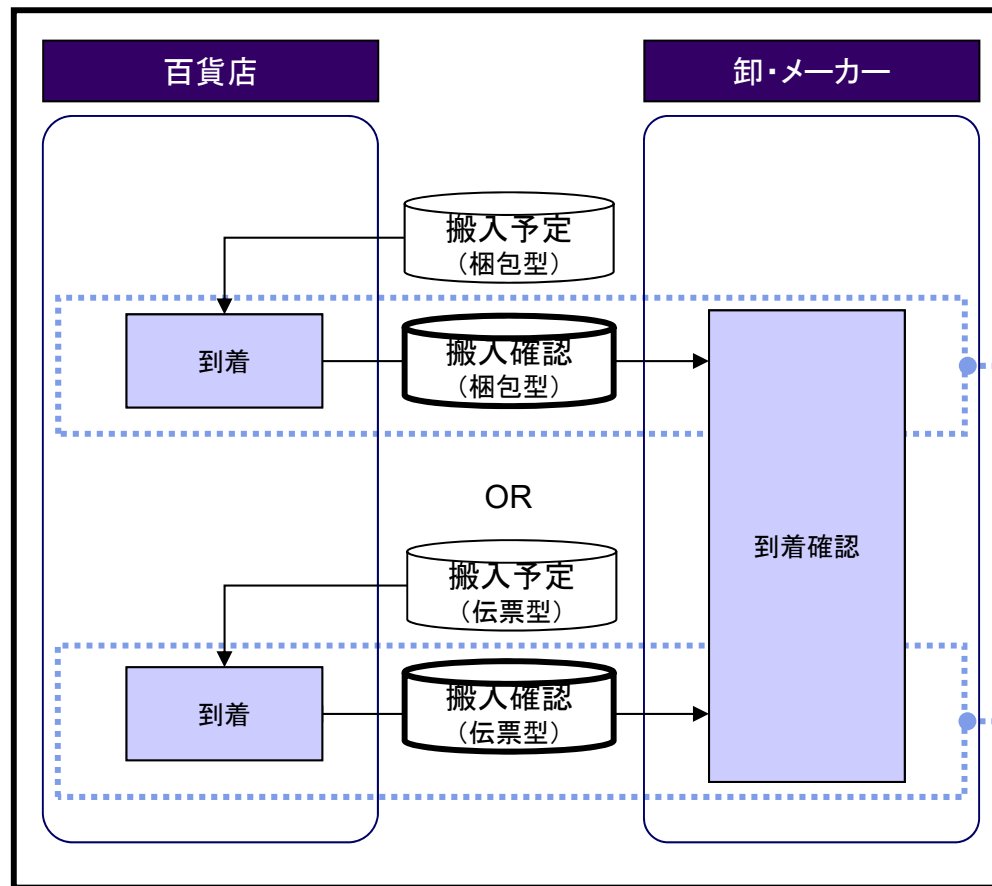 百貨店
卸・メーカー
搬入予定
（梱包型）
到着
搬入確認
（梱包型）
OR
到着確認
搬入予定
（伝票型）
到着
搬入確認
（伝票型）